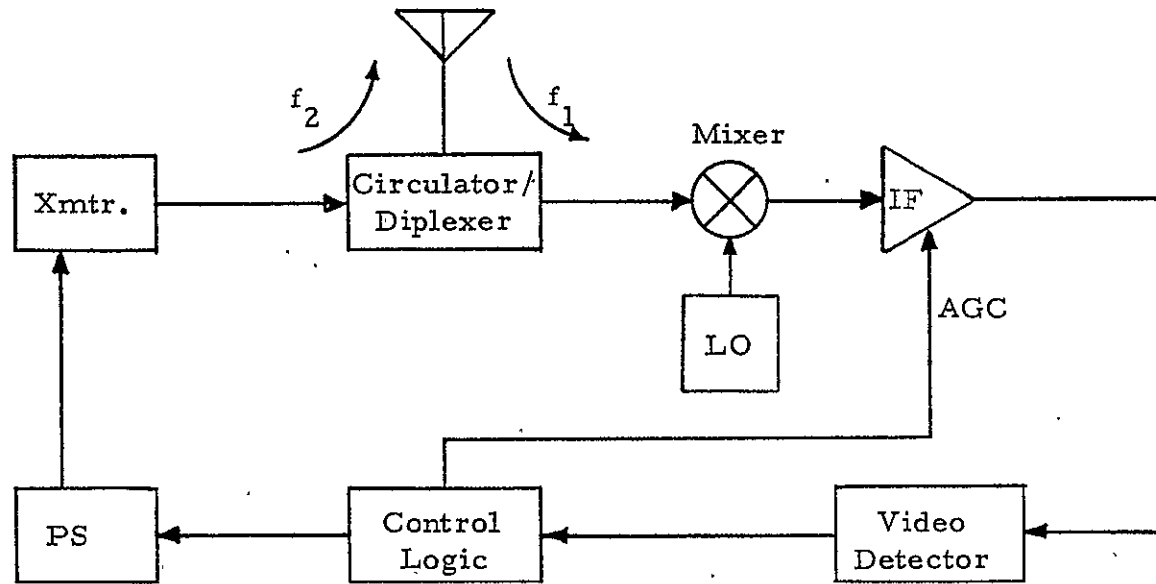 f2
f1
Mixer
Xmtr.
Circulator/
Diplexer
IF
LO
AGC
PS
Control
Logic
Video
Detector